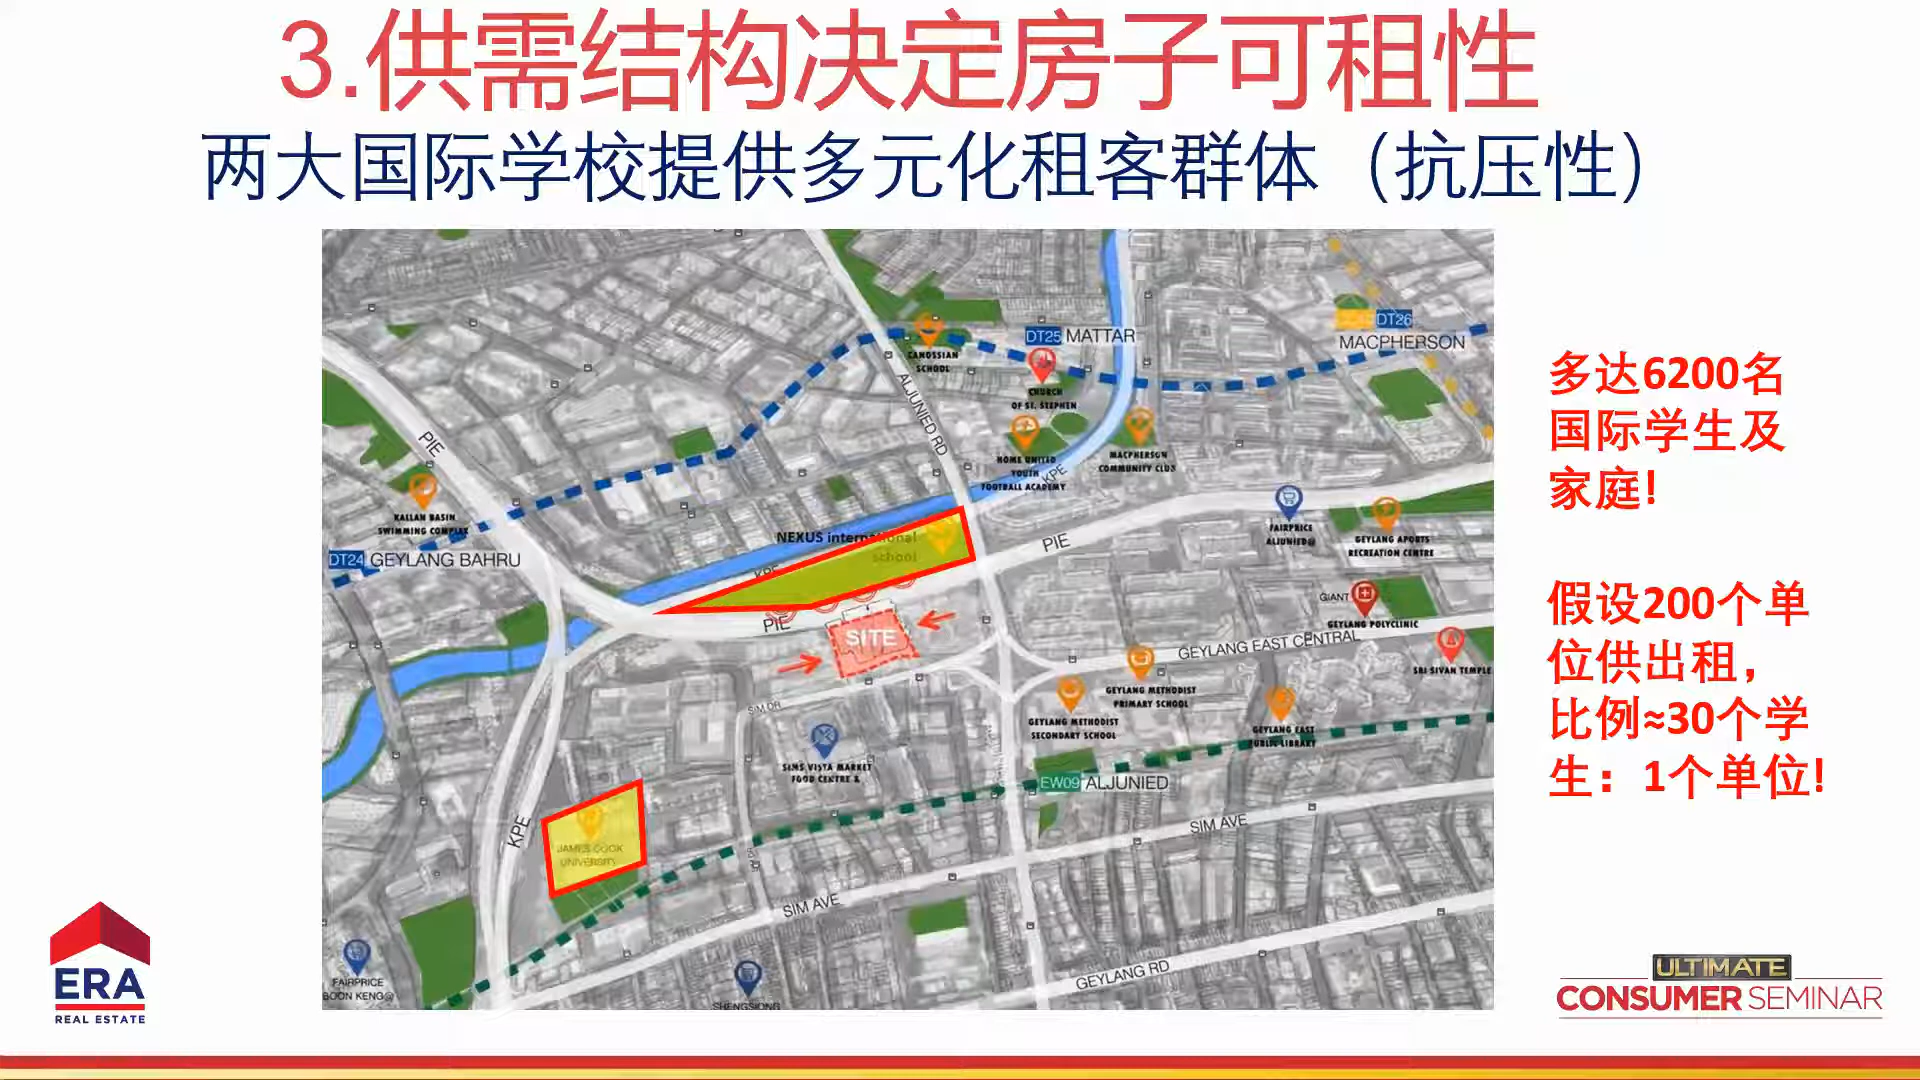 3.供需结构决定房子可租性
两大国际学校提供多元化租客群体（抗压性）
多达6200名
国际学生及
家庭!
假设200个单
位供出租，
比例≈30个学
生：1个单位!
DT25 MATTAR
DT26
MACPHERSON
CANOSSIAN
SCHOOL
CHURCH
OF ST. STEPHEN
ALJUNIED RD
HOME UNITED
YOUTH
FOOTBALL ACADEMY
KPE
MACPHERSON
COMMUNITY CLUB
PIE
KALLAN BASIN
SWIMMING COMPLEX
DT24 GEYLANG BAHRU
NEXUS international
school
KPE
PIE
FAIRPRICE
ALJUNIED@
GEYLANG APORTS
RECREATION CENTRE
GIANT
GEYLANG POLYCLINIC
PIE
SITE
GEYLANG EAST CENTRAL
SRI SIVAN TEMPLE
GEYLANG METHODIST
PRIMARY SCHOOL
GEYLANG METHODIST
SECONDARY SCHOOL
GEYLANG EAST
PUBLIC LIBRARY
SIM DR
SIMS VISTA MARKET
FOOD CENTRE &
EW09 ALJUNIED
KPE
JAMES COOK
UNIVERSITY
SIM AVE
SIM AVE
GEYLANG RD
FAIRPRICE
BOON KENG@
SHENGSIONG
ERA
REAL ESTATE
ULTIMATE
CONSUMER SEMINAR